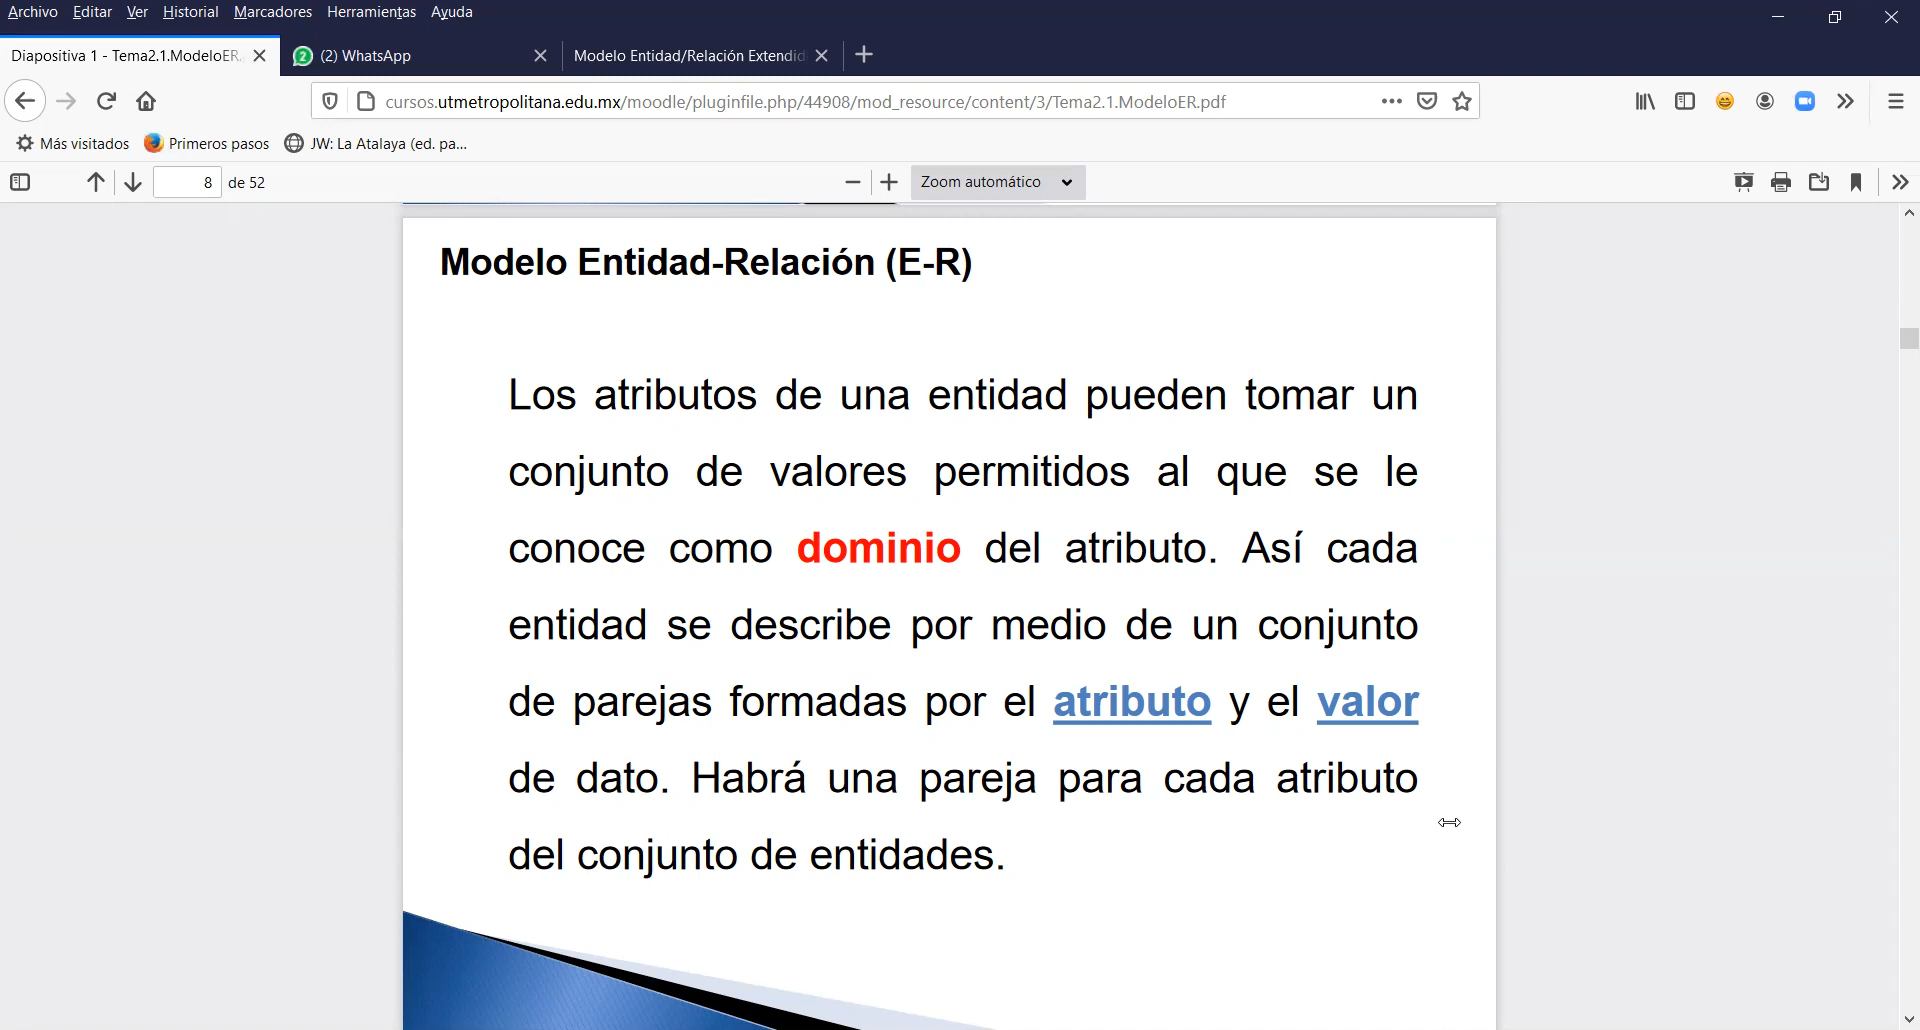 Archivo Editar Ver Historial Marcadores Herramientas Ayuda
Diapositiva 1 - Tema2.1.ModeloER.
2 (2) WhatsApp
Modelo Entidad/Relación Extendid
cursos.utmetropolitana.edu.mx/moodle/pluginfile.php/44908/mod_resource/content/3/Tema2.1.ModeloER.pdf
Más visitados Primeros pasos JW: La Atalaya (ed. pa...
8 de 52 Zoom automático
Modelo Entidad-Relación (E-R)
Los atributos de una entidad pueden tomar un
conjunto de valores permitidos al que se le
conoce como dominio del atributo. Así cada
entidad se describe por medio de un conjunto
de parejas formadas por el atributo y el valor
de dato. Habrá una pareja para cada atributo
del conjunto de entidades.